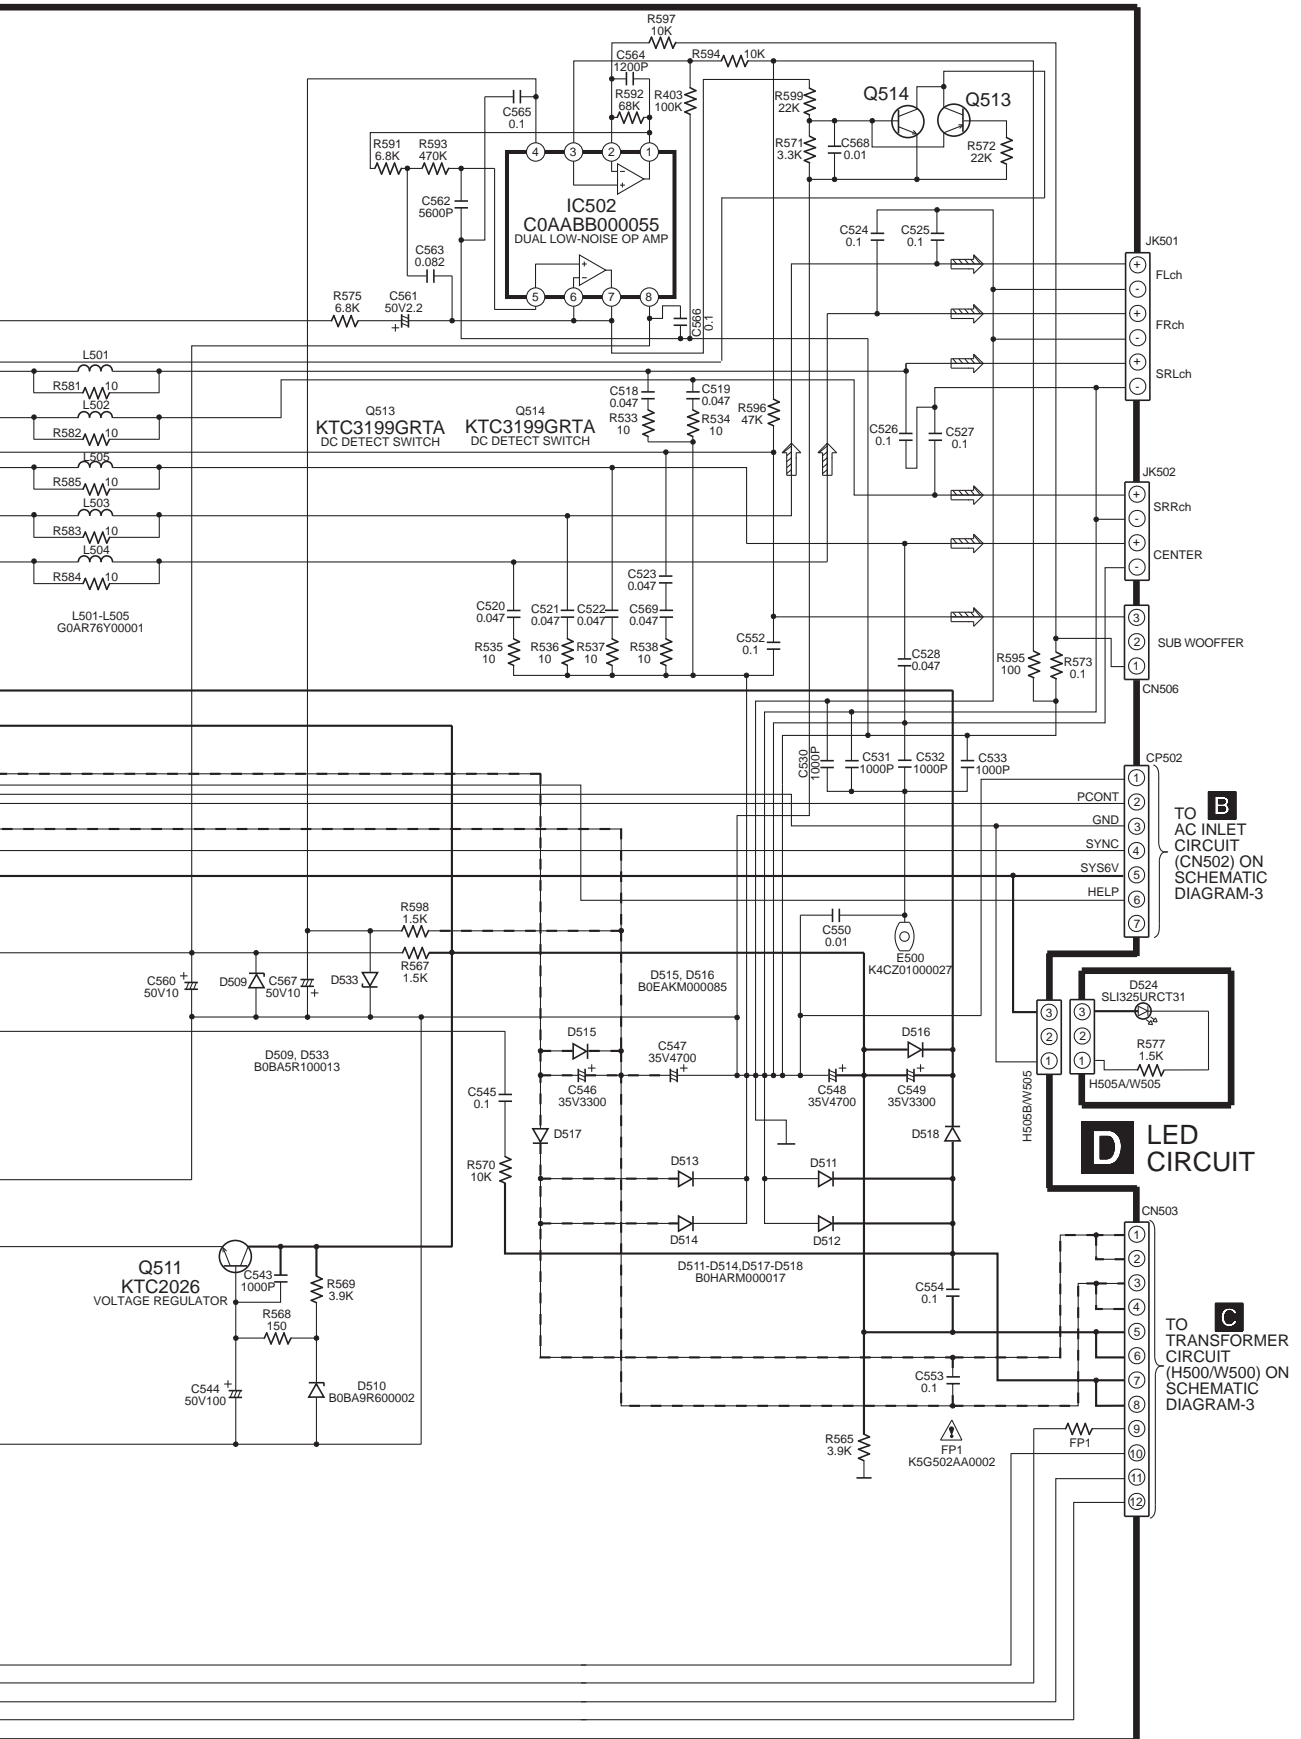 R597
10K
C564
1200P
R594 10K
R592
68K
R403
100K
C565
0.1
R599
22K
Q514
Q513
R591
6.8K
R593
470K
4
3
2
1
R571
3.3K
C568
0.01
R572
22K
C562
5600P
IC502
C0AABB000055
DUAL LOW-NOISE OP AMP
C563
0.082
C524
0.1
C525
0.1
JK501
+
FLch
-
+
FRch
-
+
SRLch
-
R575
6.8K
C561
50V2.2
+
5
6
7
8
C566
0.1
L501
R581 10
L502
R582 10
L505
R585 10
L503
R583 10
L504
R584 10
L501-L505
G0AR76Y00001
Q513
KTC3199GRTA
DC DETECT SWITCH
Q514
KTC3199GRTA
DC DETECT SWITCH
C518
0.047
R533
10
C519
0.047
R534
10
R596
47K
C526
0.1
C527
0.1
JK502
+
SRRch
-
+
CENTER
-
C523
0.047
C520
0.047
C521
0.047
C522
0.047
C569
0.047
R535
10
R536
10
R537
10
R538
10
C552
0.1
C528
0.047
R595
100
R573
0.1
3
2
SUB WOOFFER
1
CN506
C530
1000P
C531
1000P
C532
1000P
C533
1000P
CP502
1
PCONT 2
GND 3
SYNC 4
SYS6V 5
HELP 6
7
TO B
AC INLET
CIRCUIT
(CN502) ON
SCHEMATIC
DIAGRAM-3
R598
1.5K
R567
1.5K
C550
0.01
E500
K4CZ01000027
C560 +
50V10
D509
C567
50V10 +
D533
D515, D516
B0EAKM000085
D509, D533
B0BA5R100013
D515
C546
35V3300
+
C547
35V4700
+
D516
C548
35V4700
+
C549
35V3300
+
3
2
1
H505B/W505
3
2
1
D524
SLI325URCT31
R577
1.5K
H505A/W505
D LED
CIRCUIT
C545
0.1
D517
D518
R570
10K
D513
D511
D514
D512
D511-D514,D517-D518
B0HARM000017
Q511
KTC2026
VOLTAGE REGULATOR
C543
1000P
R569
3.9K
R568
150
C544 +
50V100
D510
B0BA9R600002
C554
0.1
C553
0.1
R565
3.9K
FP1
K5G502AA0002
CN503
1
2
3
4
5
6
7
8
9
FP1
10
11
12
TO C
TRANSFORMER
CIRCUIT
(H500/W500) ON
SCHEMATIC
DIAGRAM-3